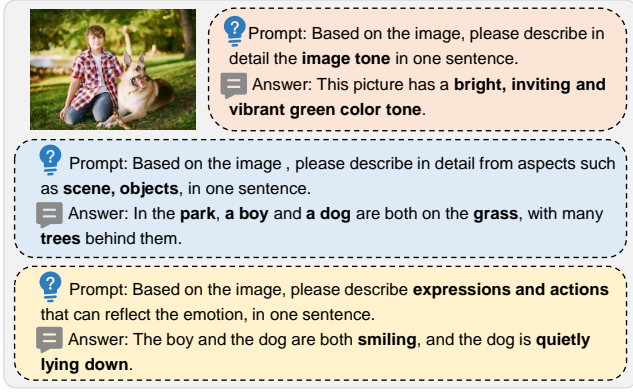 Prompt: Based on the image, please describe in
detail the image tone in one sentence.
Answer: This picture has a bright, inviting and
vibrant green color tone.
Prompt: Based on the image , please describe in detail from aspects such
as scene, objects, in one sentence.
Answer: In the park, a boy and a dog are both on the grass, with many
trees behind them.
Prompt: Based on the image, please describe expressions and actions
that can reflect the emotion, in one sentence.
Answer: The boy and the dog are both smiling, and the dog is quietly
lying down.